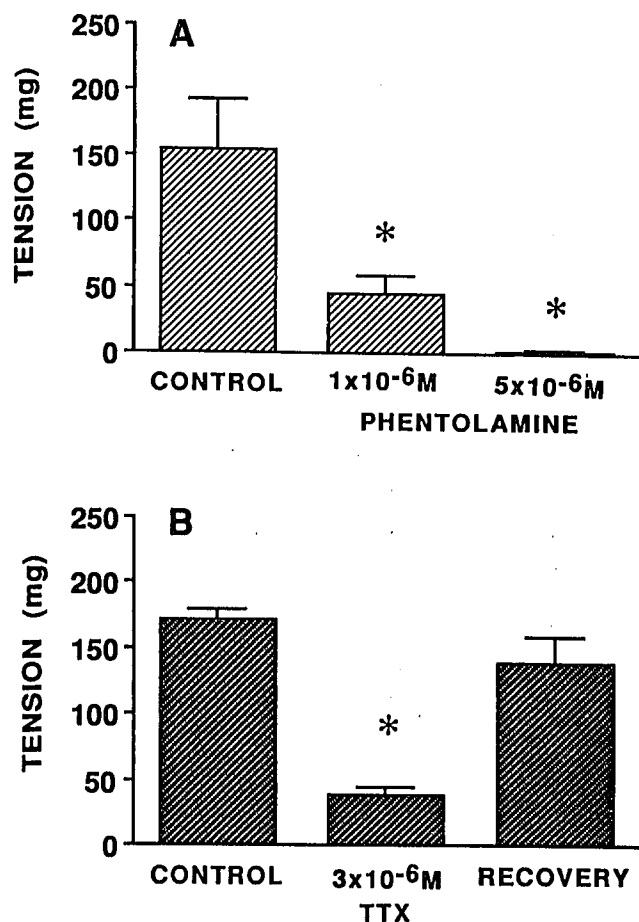 A
TENSION (mg)
250
200
150
100
50
0
*
*
CONTROL
1x10⁻⁶M
5x10⁻⁶M
PHENTOLAMINE
B
TENSION (mg)
250
200
150
100
50
0
*
CONTROL
3x10⁻⁶M
RECOVERY
TTX